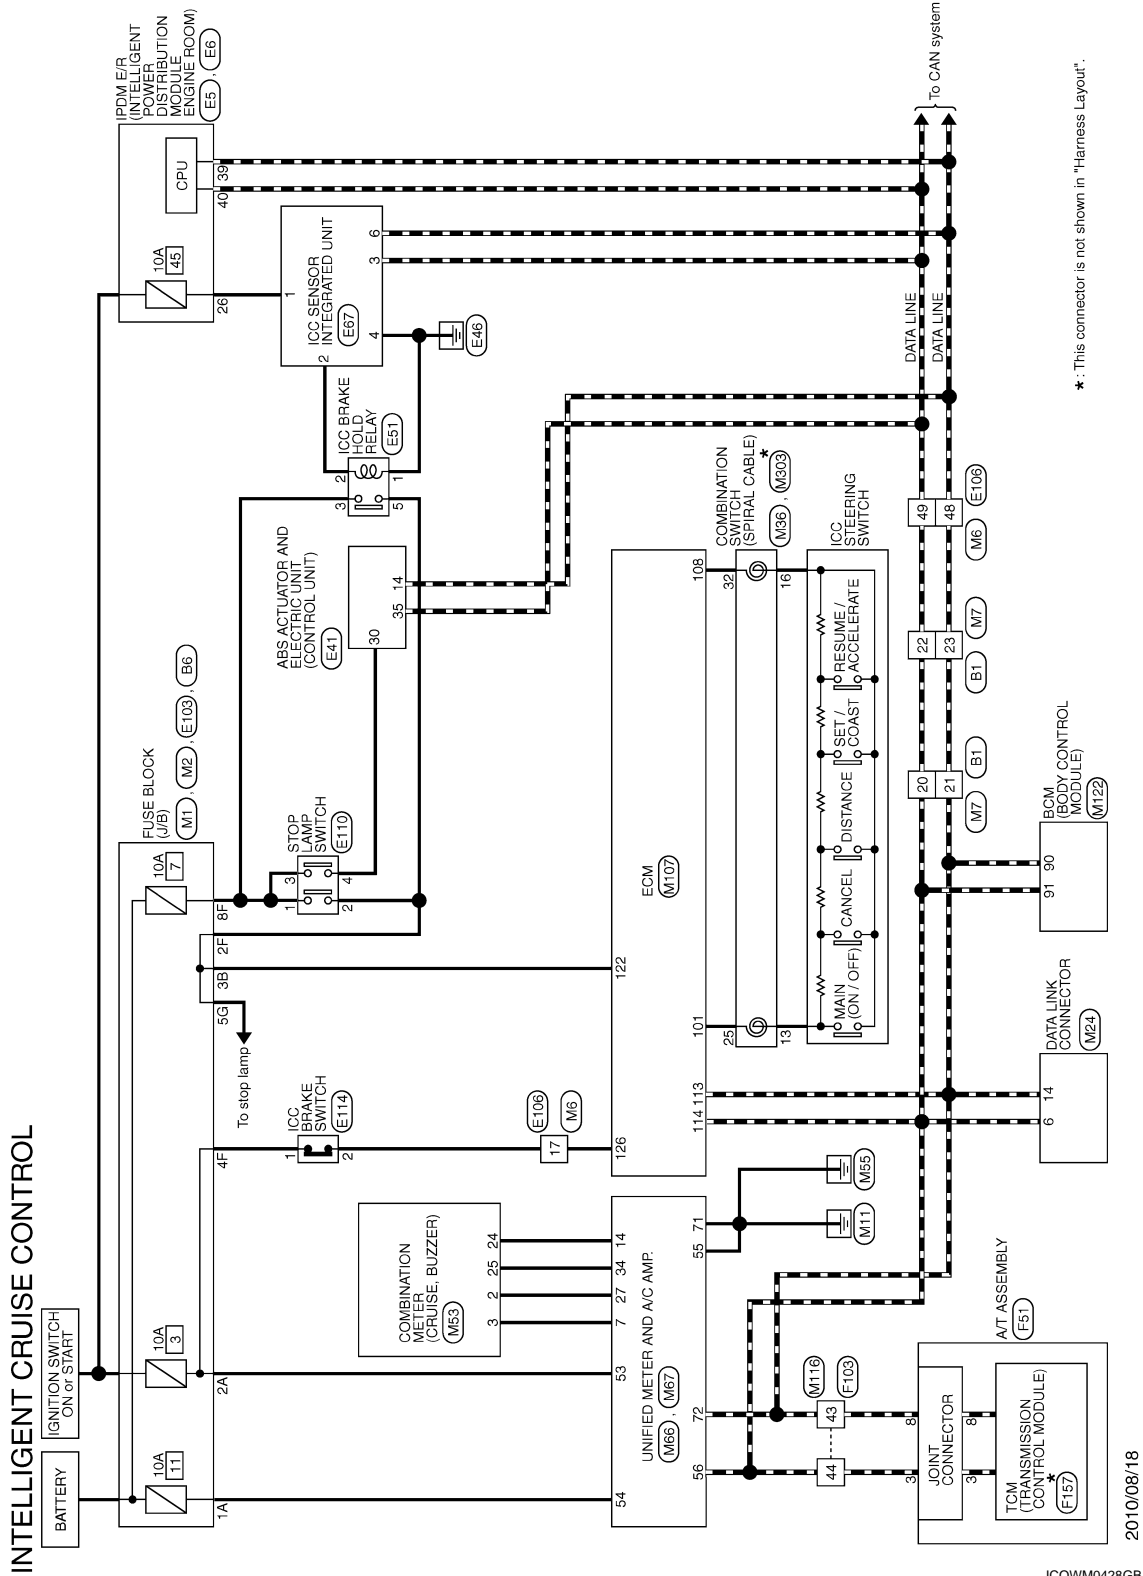 INTELLIGENT CRUISE CONTROL
BATTERY
IGNITION SWITCH
ON or START
10A
11
10A
3
10A
7
FUSE BLOCK
(J/B)
M1 , M2 , E103 , B6
10A
45
CPU
IPDM E/R
(INTELLIGENT
POWER
DISTRIBUTION
MODULE
ENGINE ROOM)
E5 , E6
1A
2A
4F
5G
3B
2F
8F
26
40
39
To stop lamp
1
2
ICC
BRAKE
SWITCH
E114
1
3
2
4
STOP
LAMP
SWITCH
E110
ABS ACTUATOR AND
ELECTRIC UNIT
(CONTROL UNIT)
E41
30
35
14
3
2
5
1
ICC BRAKE
HOLD
RELAY
E51
1
2
ICC SENSOR
INTEGRATED UNIT
E67
4
3
6
E46
COMBINATION
METER
(CRUISE, BUZZER)
M53
3
2
25
24
17
E106
M6
54
53
7
27
34
14
UNIFIED METER AND A/C AMP.
M66 , M67
56
72
55
71
126
122
ECM
M107
114
113
101
108
25
32
13
16
COMBINATION
SWITCH
(SPIRAL CABLE)
M36 , M303 *
MAIN
(ON / OFF)
CANCEL
DISTANCE
SET /
COAST
RESUME /
ACCELERATE
ICC
STEERING
SWITCH
M11
M55
44
43
M116
F103
3
8
JOINT
CONNECTOR
3
8
TCM
(TRANSMISSION
CONTROL MODULE)
F157 *
A/T ASSEMBLY
F51
6
14
DATA LINK
CONNECTOR
M24
91
90
BCM
(BODY CONTROL
MODULE)
M122
20
21
M7
B1
22
23
B1
M7
49
48
M6
E106
DATA LINE
DATA LINE
To CAN system
* : This connector is not shown in "Harness Layout".
2010/08/18
JCOWM0428GB